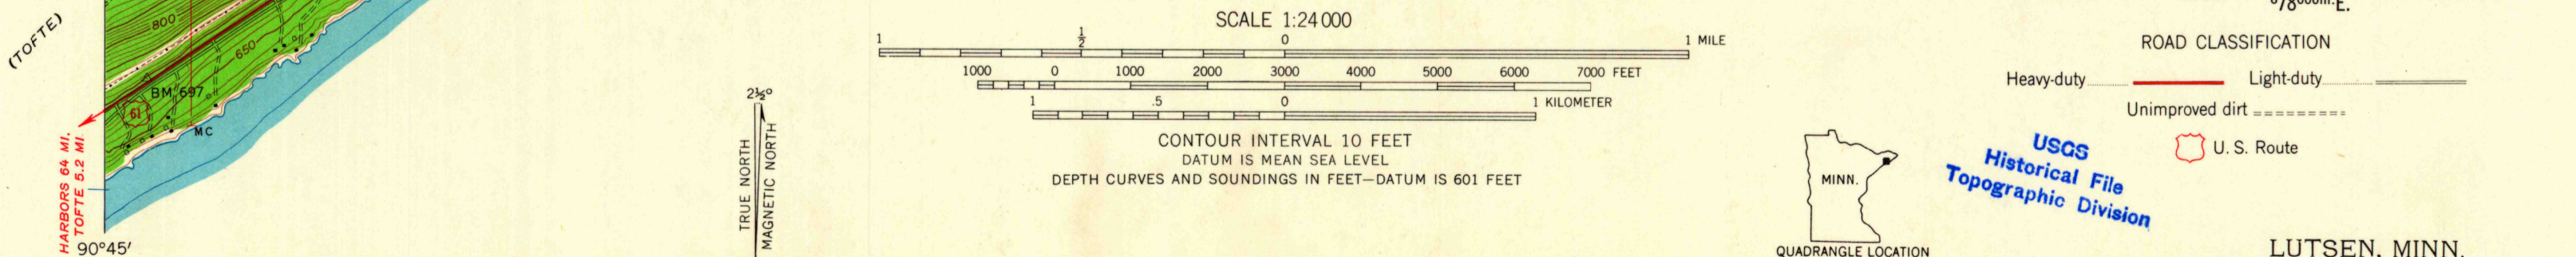 (TOFTE)
800
650
BM 697
61
MC
HARBORS 64 MI.
TOFTE 5.2 MI.
90°45′
2½°
TRUE NORTH
MAGNETIC NORTH
SCALE 1:24 000
1 ½ 0 1 MILE
1000 0 1000 2000 3000 4000 5000 6000 7000 FEET
1 .5 0 1 KILOMETER
CONTOUR INTERVAL 10 FEET
DATUM IS MEAN SEA LEVEL
DEPTH CURVES AND SOUNDINGS IN FEET—DATUM IS 601 FEET
MINN.
QUADRANGLE LOCATION
USGS
Historical File
Topographic Division
ROAD CLASSIFICATION
Heavy-duty Light-duty
Unimproved dirt
U. S. Route
LUTSEN, MINN.